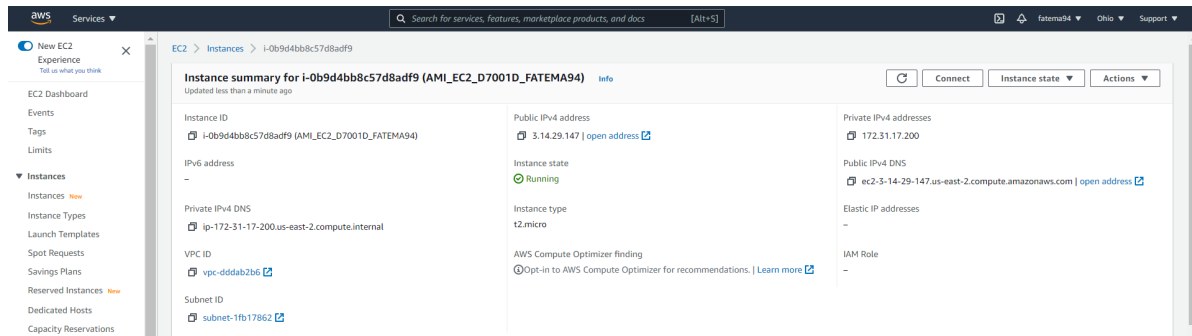 aws Services ▼ Search for services, features, marketplace products, and docs [Alt+S] fatema94 ▼ Ohio ▼ Support ▼
New EC2
Experience
Tell us what you think
EC2 Dashboard
Events
Tags
Limits
▼ Instances
Instances New
Instance Types
Launch Templates
Spot Requests
Savings Plans
Reserved Instances New
Dedicated Hosts
Capacity Reservations
EC2 > Instances > i-0b9d4bb8c57d8adf9
Instance summary for i-0b9d4bb8c57d8adf9 (AMI_EC2_D7001D_FATEMA94) Info
Updated less than a minute ago
Connect Instance state ▼ Actions ▼
Instance ID
i-0b9d4bb8c57d8adf9 (AMI_EC2_D7001D_FATEMA94)
Public IPv4 address
3.14.29.147 | open address
Private IPv4 addresses
172.31.17.200
IPv6 address
–
Instance state
Running
Public IPv4 DNS
ec2-3-14-29-147.us-east-2.compute.amazonaws.com | open address
Private IPv4 DNS
ip-172-31-17-200.us-east-2.compute.internal
Instance type
t2.micro
Elastic IP addresses
–
VPC ID
vpc-dddab2b6
AWS Compute Optimizer finding
Opt-in to AWS Compute Optimizer for recommendations. | Learn more
IAM Role
–
Subnet ID
subnet-1fb17862